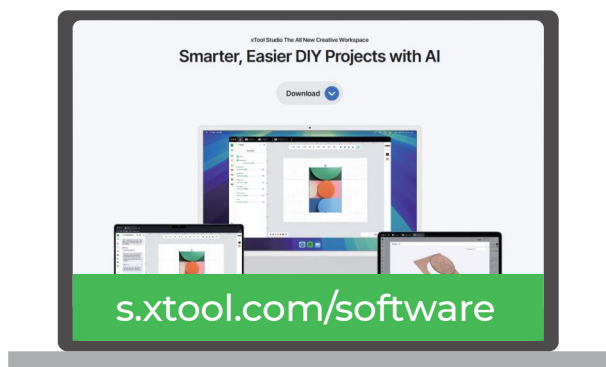 xTool Studio The All New Creative Workspace
Smarter, Easier DIY Projects with AI
Download
s.xtool.com/software